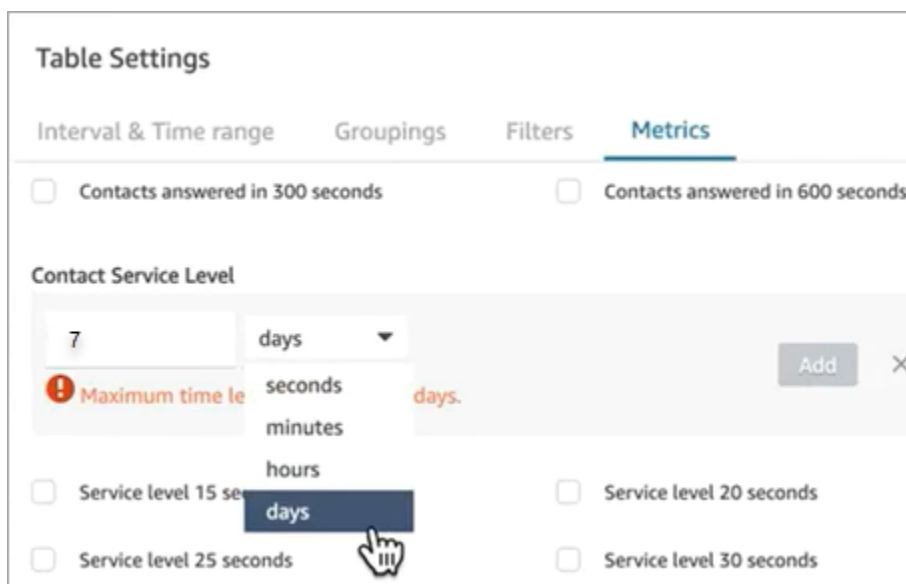 Table Settings
Interval & Time range Groupings Filters Metrics
Contacts answered in 300 seconds Contacts answered in 600 seconds
Contact Service Level
7 days Add
seconds
Maximum time le days.
minutes
hours
Service level 15 se Service level 20 seconds
days
Service level 25 seconds Service level 30 seconds